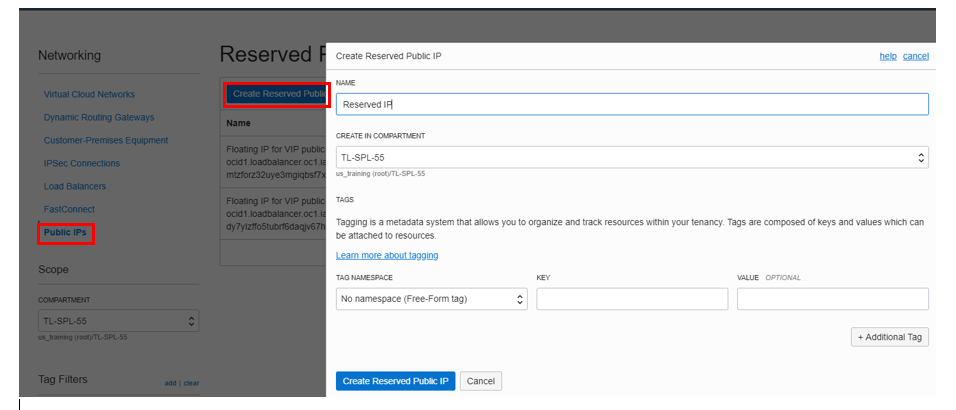 Networking
Virtual Cloud Networks
Dynamic Routing Gateways
Customer-Premises Equipment
IPSec Connections
Load Balancers
FastConnect
Public IPs
Scope
COMPARTMENT
TL-SPL-55
us_training (root)/TL-SPL-55
Tag Filters
add | clear
Reserved P
Create Reserved Public
Name
Floating IP for VIP public
ocid1.loadbalancer.oc1.ia
Floating IP for VIP public
ocid1.loadbalancer.oc1.ia
Create Reserved Public IP
help cancel
NAME
Reserved IP
CREATE IN COMPARTMENT
TL-SPL-55
us_training (root)/TL-SPL-55
TAGS
Tagging is a metadata system that allows you to organize and track resources within your tenancy. Tags are composed of keys and values which can
be attached to resources.
Learn more about tagging
TAG NAMESPACE
KEY
VALUE OPTIONAL
No namespace (Free-Form tag)
+ Additional Tag
Create Reserved Public IP
Cancel